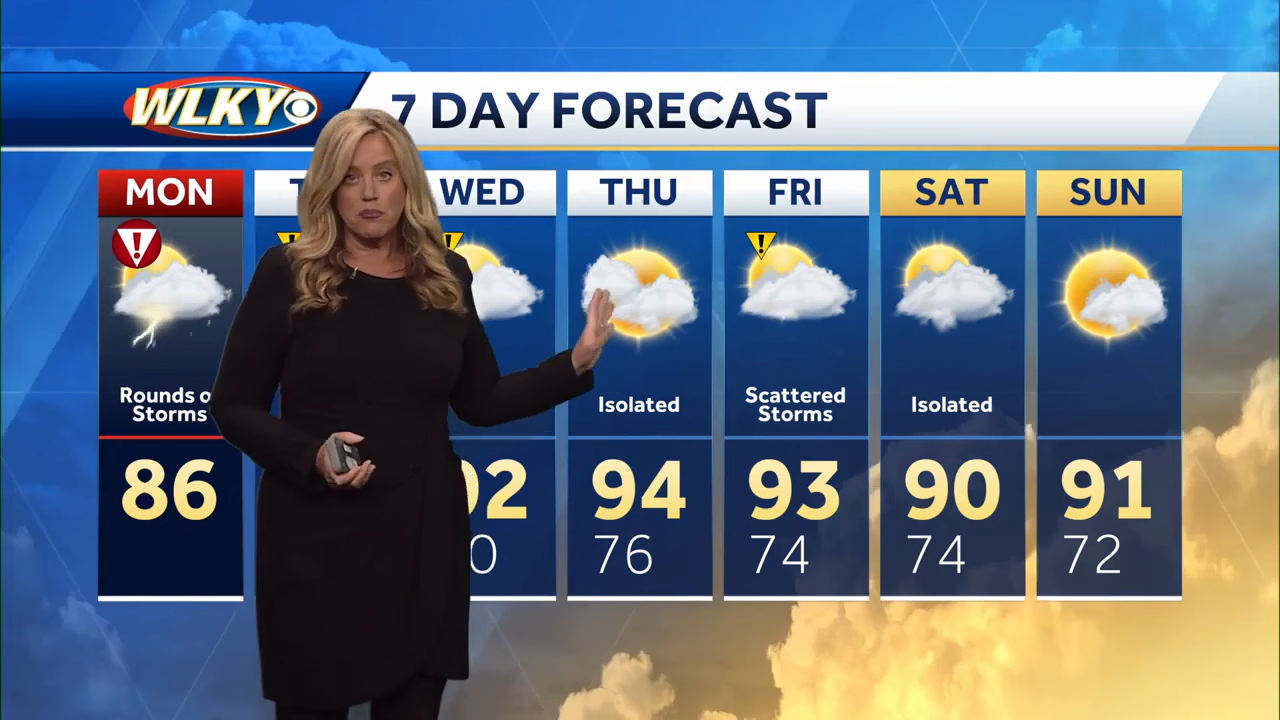 WLKY
7 DAY FORECAST
MON
WED
THU
FRI
SAT
SUN
Rounds
Storms
Isolated
Scattered
Storms
Isolated
86
94
93
90
91
76
74
74
72